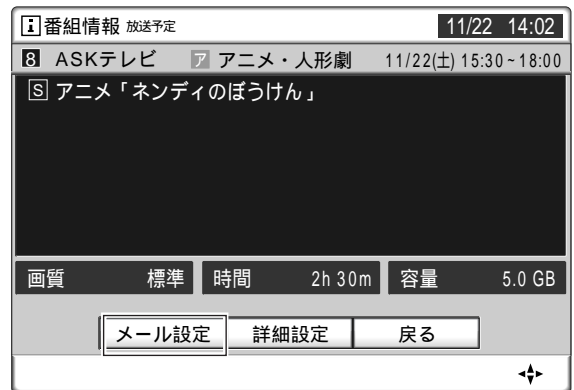 i 番組情報 放送予定 11/22 14:02
8 ASKテレビ ア アニメ・人形劇 11/22(土) 15:30~18:00
S アニメ「ネンディのぼうけん」
画質 標準 時間 2h 30m 容量 5.0 GB
メール設定 詳細設定 戻る